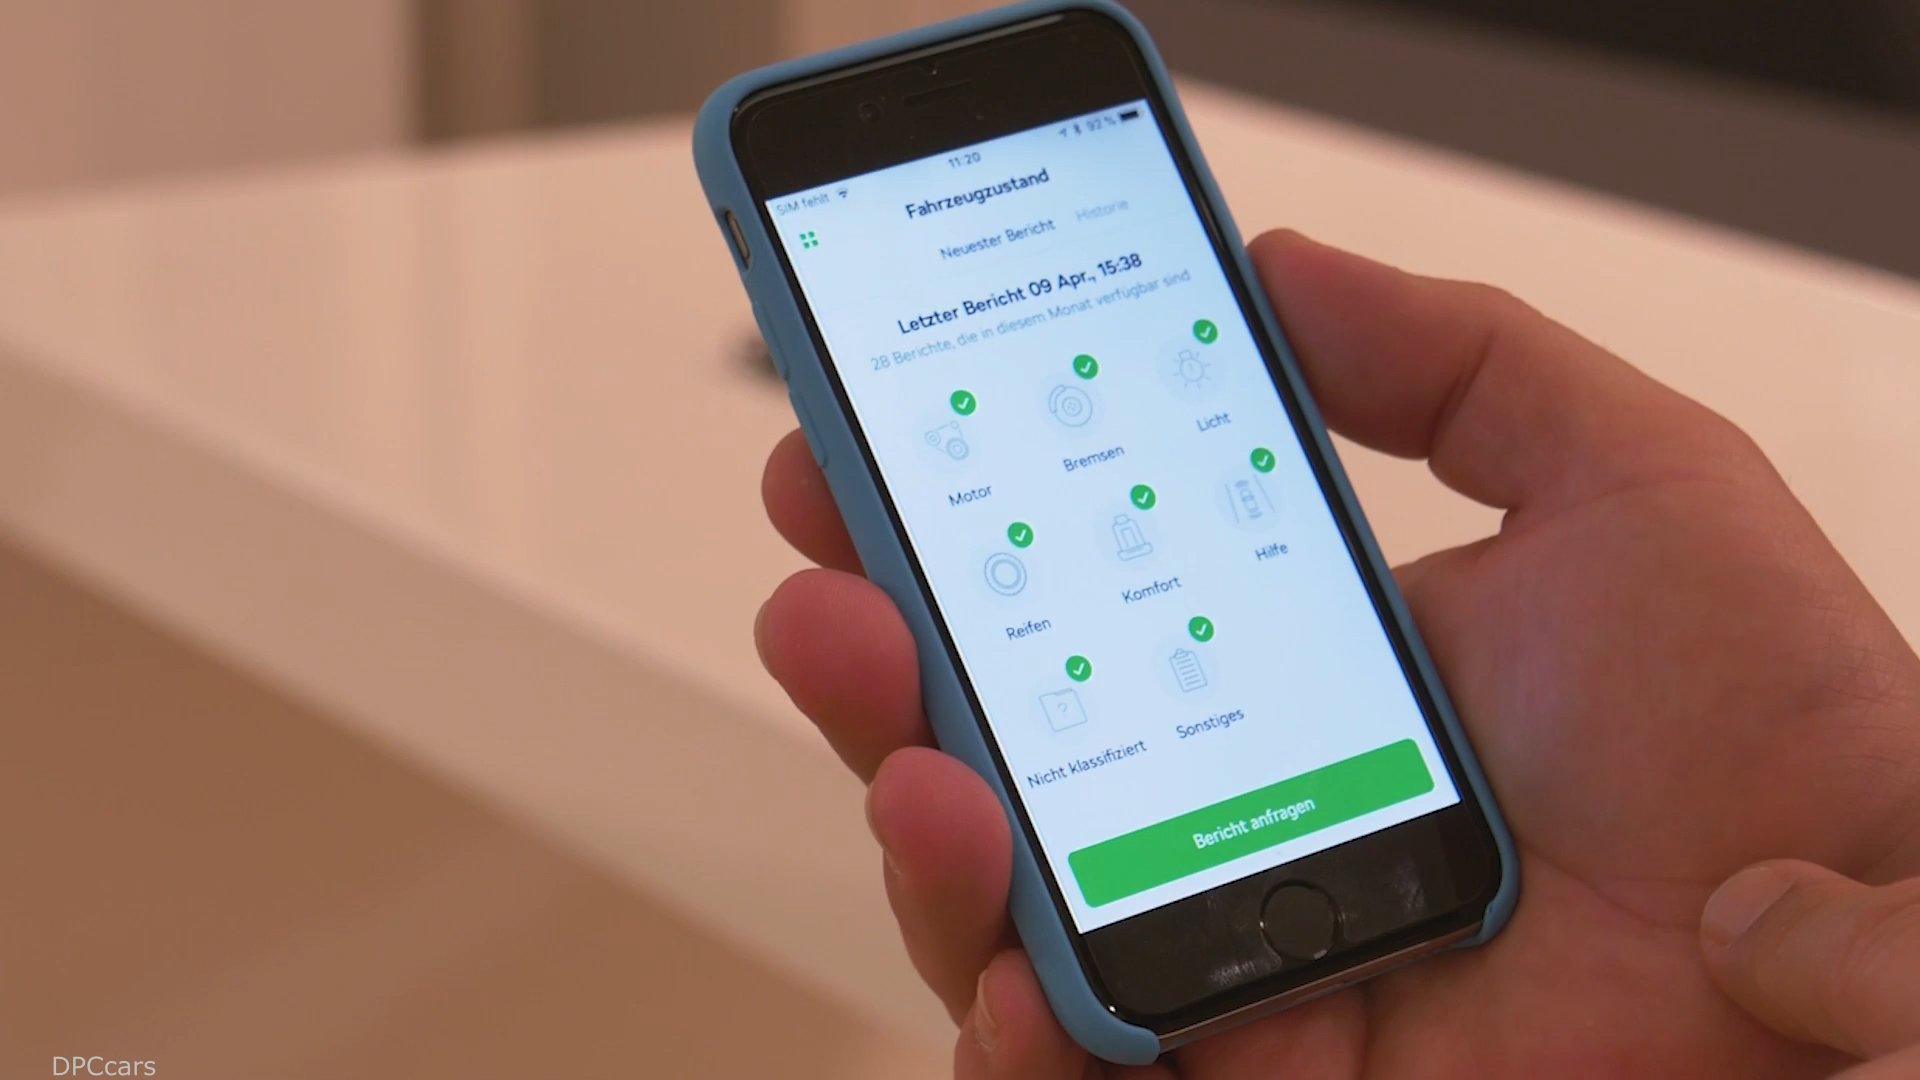 SIM fehlt
11:20
92 %
Fahrzeugzustand
Neuester Bericht
Historie
Letzter Bericht 09 Apr., 15:38
28 Berichte, die in diesem Monat verfügbar sind
Motor
Bremsen
Licht
Reifen
Komfort
Hilfe
?
Nicht klassifiziert
Sonstiges
Bericht anfragen
DPCcars